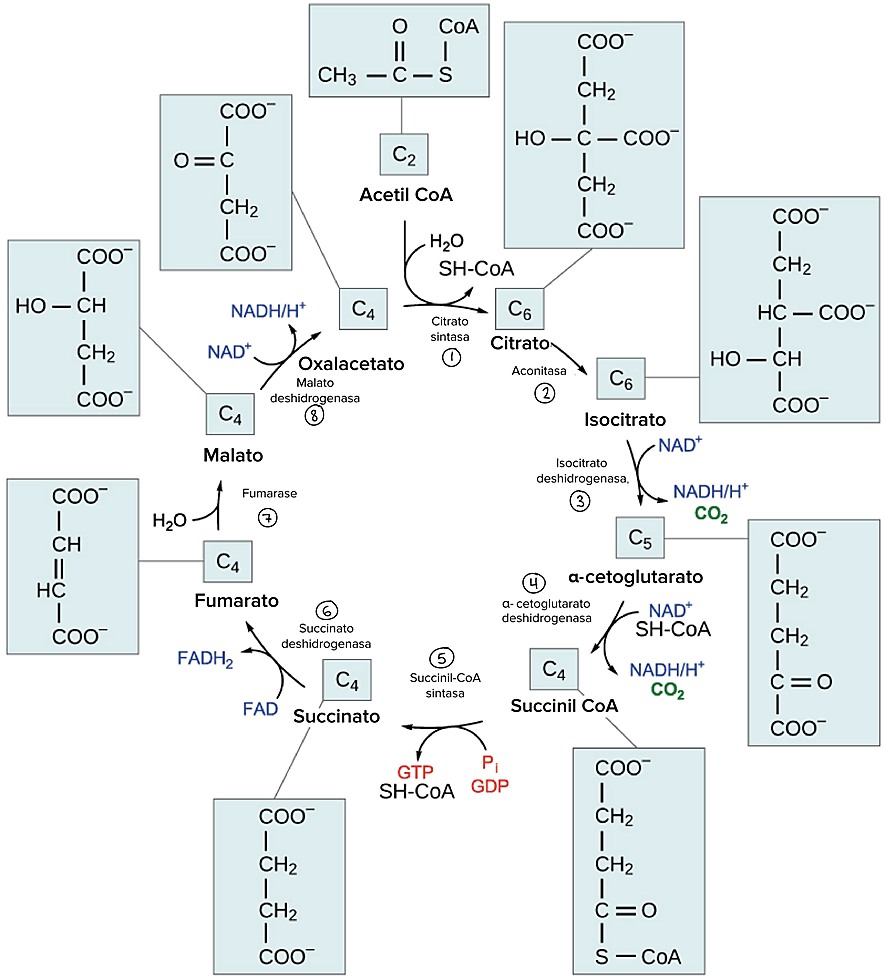 O CoA
||
CH₃ — C — S
C₂
Acetil CoA
H₂O
SH-CoA
Citrato
sintasa
①
COO⁻
CH₂
HO — C — COO⁻
CH₂
COO⁻
C₆
Citrato
Aconitasa
②
COO⁻
CH₂
HC — COO⁻
HO — CH
COO⁻
C₆
Isocitrato
Isocitrato
deshidrogenasa,
③
NAD⁺
NADH/H⁺
CO₂
C₅
α-cetoglutarato
COO⁻
CH₂
CH₂
C = O
COO⁻
④
α- cetoglutarato
deshidrogenasa
NAD⁺
SH-CoA
NADH/H⁺
CO₂
C₄
Succinil CoA
COO⁻
CH₂
CH₂
C = O
S — CoA
⑤
Succinil-CoA
sintasa
Pᵢ
GDP
GTP
SH-CoA
C₄
Succinato
COO⁻
CH₂
CH₂
COO⁻
⑥
Succinato
deshidrogenasa
FAD
FADH₂
C₄
Fumarato
COO⁻
CH
||
HC
COO⁻
Fumarase
⑦
H₂O
C₄
Malato
COO⁻
HO — CH
CH₂
COO⁻
NAD⁺
NADH/H⁺
Malato
deshidrogenasa
⑧
C₄
Oxalacetato
COO⁻
O = C
CH₂
COO⁻